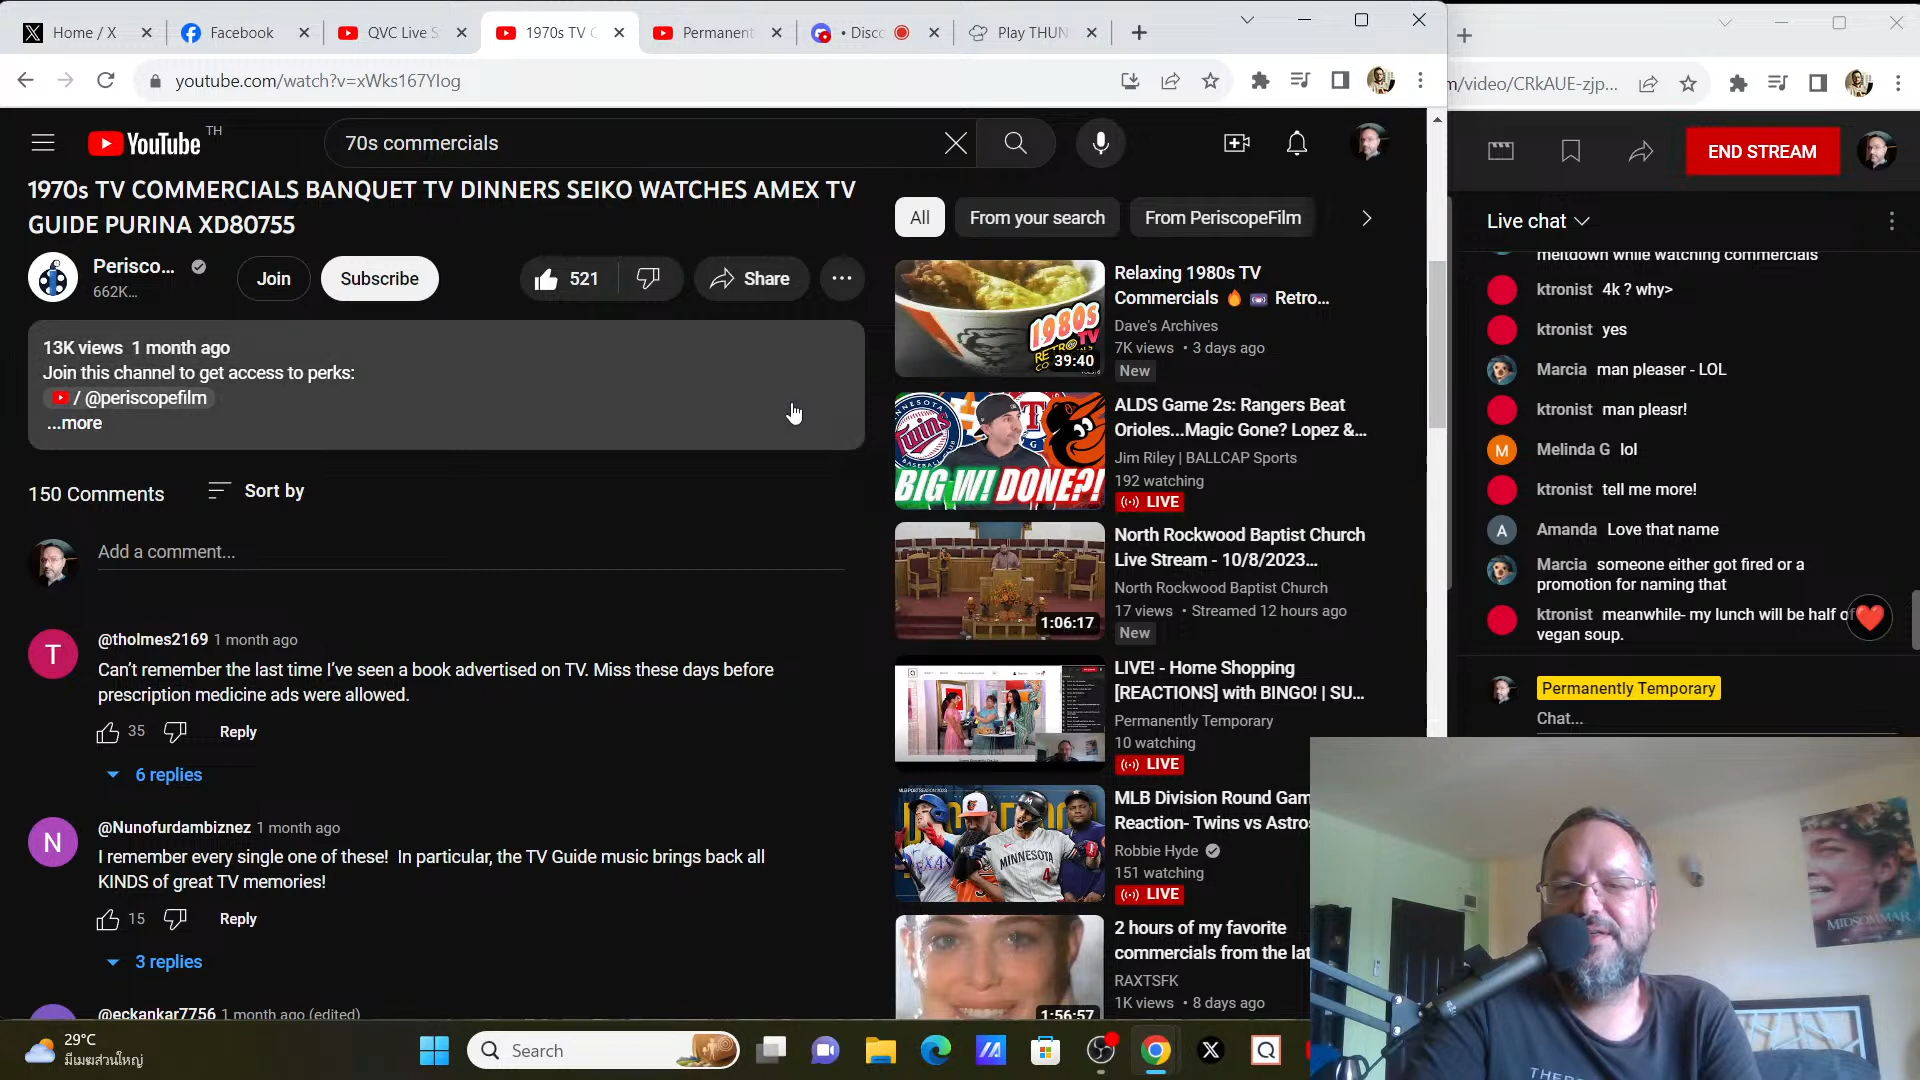 Home / X
Facebook
QVC Live S
1970s TV C
Permanent
• Disco
Play THUN
youtube.com/watch?v=xWks167YIog
n/video/CRkAUE-zjp...
YouTube TH
70s commercials
1970s TV COMMERCIALS BANQUET TV DINNERS SEIKO WATCHES AMEX TV
GUIDE PURINA XD80755
Perisco...
662K...
Join
Subscribe
521
Share
13K views 1 month ago
Join this channel to get access to perks:
/ @periscopefilm
...more
150 Comments
Sort by
Add a comment...
@tholmes2169 1 month ago
Can't remember the last time I've seen a book advertised on TV. Miss these days before
prescription medicine ads were allowed.
35
Reply
6 replies
N
@Nunofurdambiznez 1 month ago
I remember every single one of these! In particular, the TV Guide music brings back all
KINDS of great TV memories!
15
Reply
3 replies
@eckankar7756 1 month ago (edited)
T
All
From your search
From PeriscopeFilm
1980s
RETRO TV
39:40
Relaxing 1980s TV
Commercials 🔥 Retro...
Dave's Archives
7K views • 3 days ago
New
BIG W! DONE?!
ALDS Game 2s: Rangers Beat
Orioles...Magic Gone? Lopez &...
Jim Riley | BALLCAP Sports
192 watching
LIVE
1:06:17
North Rockwood Baptist Church
Live Stream - 10/8/2023...
North Rockwood Baptist Church
17 views • Streamed 12 hours ago
New
LIVE! - Home Shopping
[REACTIONS] with BINGO! | SU...
Permanently Temporary
10 watching
LIVE
MINNESOTA
4
MLB Division Round Gam
Reaction- Twins vs Astro
Robbie Hyde
151 watching
LIVE
1:56:57
2 hours of my favorite
commercials from the lat
RAXTSFK
1K views • 8 days ago
END STREAM
Live chat
meltdown while watching commercials
ktronist 4k ? why>
ktronist yes
Marcia man pleaser - LOL
ktronist man pleasr!
M
Melinda G lol
ktronist tell me more!
A
Amanda Love that name
Marcia someone either got fired or a
promotion for naming that
ktronist meanwhile- my lunch will be half of
vegan soup.
Permanently Temporary
Chat...
MIDSOMMAR
29°C
มีเมฆส่วนใหญ่
Search